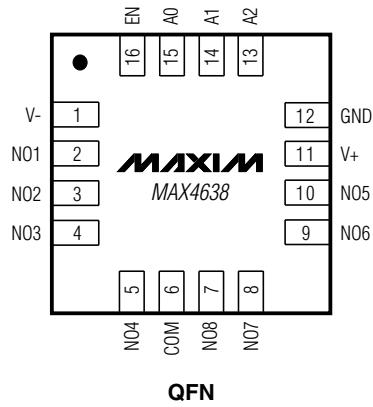 EN A0 A1 A2
16 15 14 13
V- 1 12 GND
NO1 2 11 V+
MAXIM
NO2 3 MAX4638 10 NO5
NO3 4 9 NO6
5 6 7 8
NO4 COM NO8 NO7
QFN